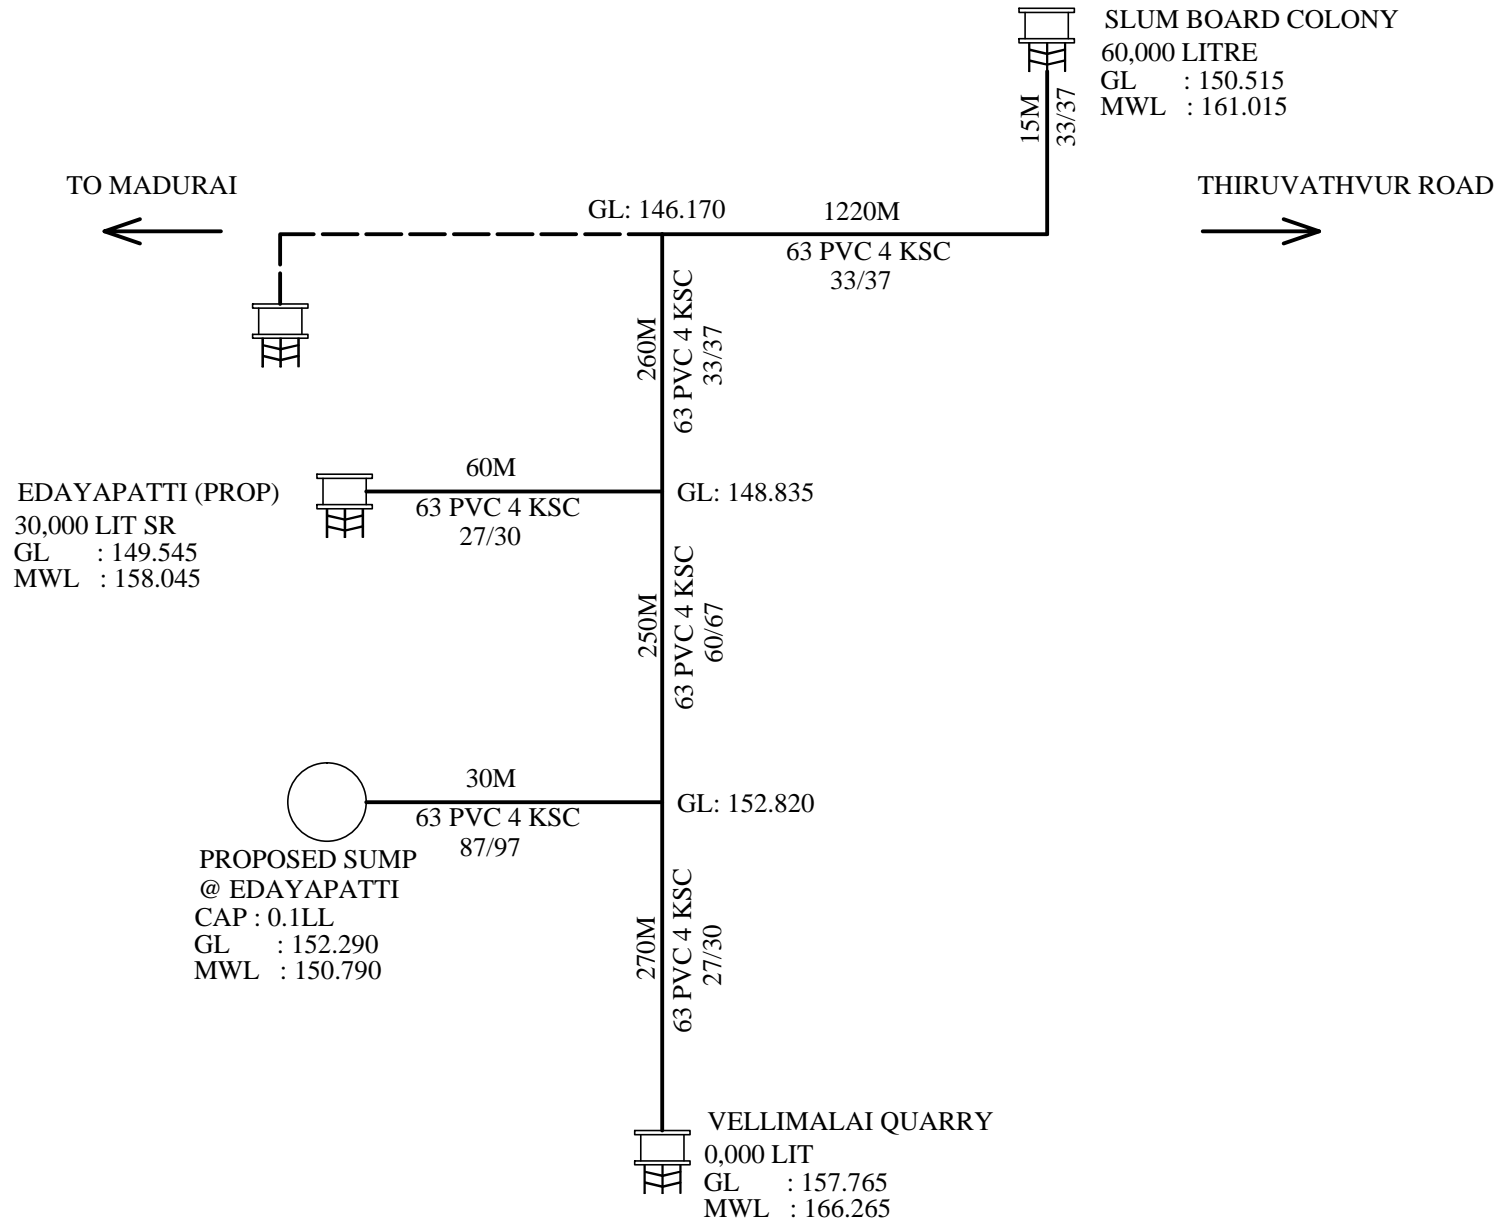 SLUM BOARD COLONY
60,000 LITRE
GL : 150.515
MWL : 161.015
15M
33/37
TO MADURAI
THIRUVATHVUR ROAD
GL: 146.170
1220M
63 PVC 4 KSC
33/37
260M
63 PVC 4 KSC
33/37
EDAYAPATTI (PROP)
30,000 LIT SR
GL : 149.545
MWL : 158.045
60M
63 PVC 4 KSC
27/30
GL: 148.835
250M
63 PVC 4 KSC
60/67
30M
63 PVC 4 KSC
87/97
GL: 152.820
PROPOSED SUMP
@ EDAYAPATTI
CAP : 0.1LL
GL : 152.290
MWL : 150.790
270M
63 PVC 4 KSC
27/30
VELLIMALAI QUARRY
0,000 LIT
GL : 157.765
MWL : 166.265